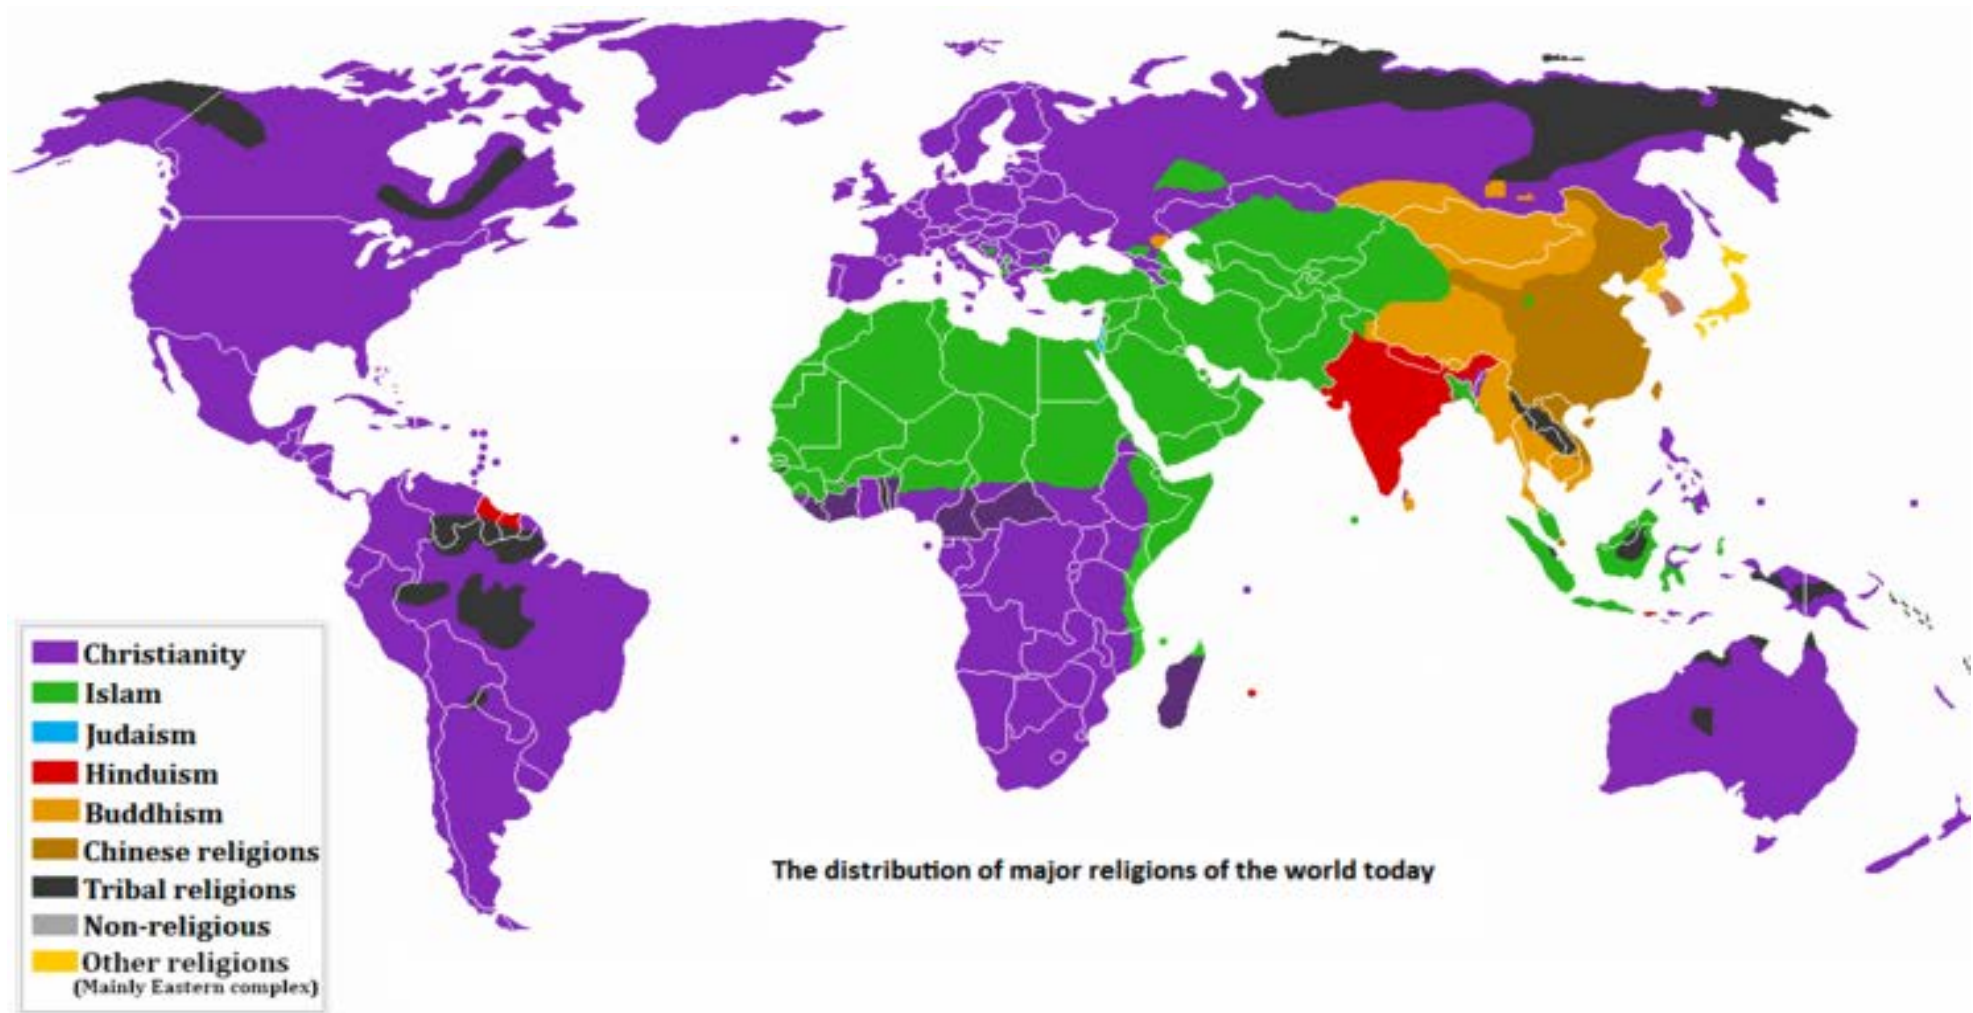 Christianity
Islam
Judaism
Hinduism
Buddhism
Chinese religions
Tribal religions
Non-religious
Other religions
(Mainly Eastern complex)
The distribution of major religions of the world today